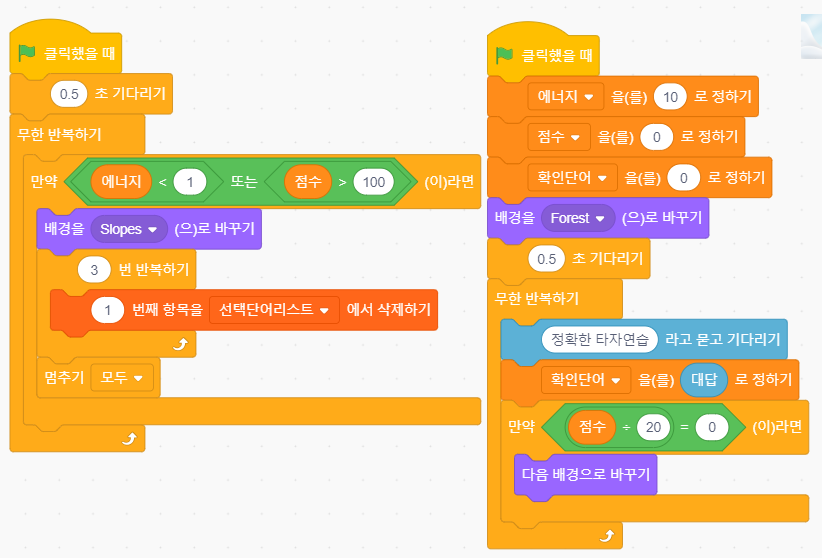 클릭했을 때
0.5 초 기다리기
무한 반복하기
만약 에너지 < 1 또는 점수 > 100 (이)라면
배경을 Slopes (으)로 바꾸기
3 번 반복하기
1 번째 항목을 선택단어리스트 에서 삭제하기
멈추기 모두
클릭했을 때
에너지 을(를) 10 로 정하기
점수 을(를) 0 로 정하기
확인단어 을(를) 0 로 정하기
배경을 Forest (으)로 바꾸기
0.5 초 기다리기
무한 반복하기
정확한 타자연습 라고 묻고 기다리기
확인단어 을(를) 대답 로 정하기
만약 점수 ÷ 20 = 0 (이)라면
다음 배경으로 바꾸기